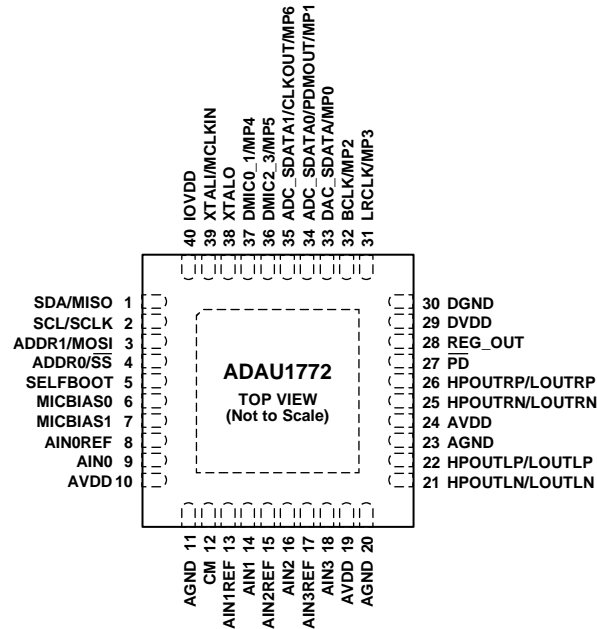 40 IOVDD
39 XTALI/MCLKIN
38 XTALO
37 DMIC0_1/MP4
36 DMIC2_3/MP5
35 ADC_SDATA1/CLKOUT/MP6
34 ADC_SDATA0/PDMOUT/MP1
33 DAC_SDATA/MP0
32 BCLK/MP2
31 LRCLK/MP3
SDA/MISO 1
SCL/SCLK 2
ADDR1/MOSI 3
ADDR0/SS 4
SELFBOOT 5
MICBIAS0 6
MICBIAS1 7
AIN0REF 8
AIN0 9
AVDD 10
ADAU1772
TOP VIEW
(Not to Scale)
30 DGND
29 DVDD
28 REG_OUT
27 PD
26 HPOUTRP/LOUTRP
25 HPOUTRN/LOUTRN
24 AVDD
23 AGND
22 HPOUTLP/LOUTLP
21 HPOUTLN/LOUTLN
AGND 11
CM 12
AIN1REF 13
AIN1 14
AIN2REF 15
AIN2 16
AIN3REF 17
AIN3 18
AVDD 19
AGND 20